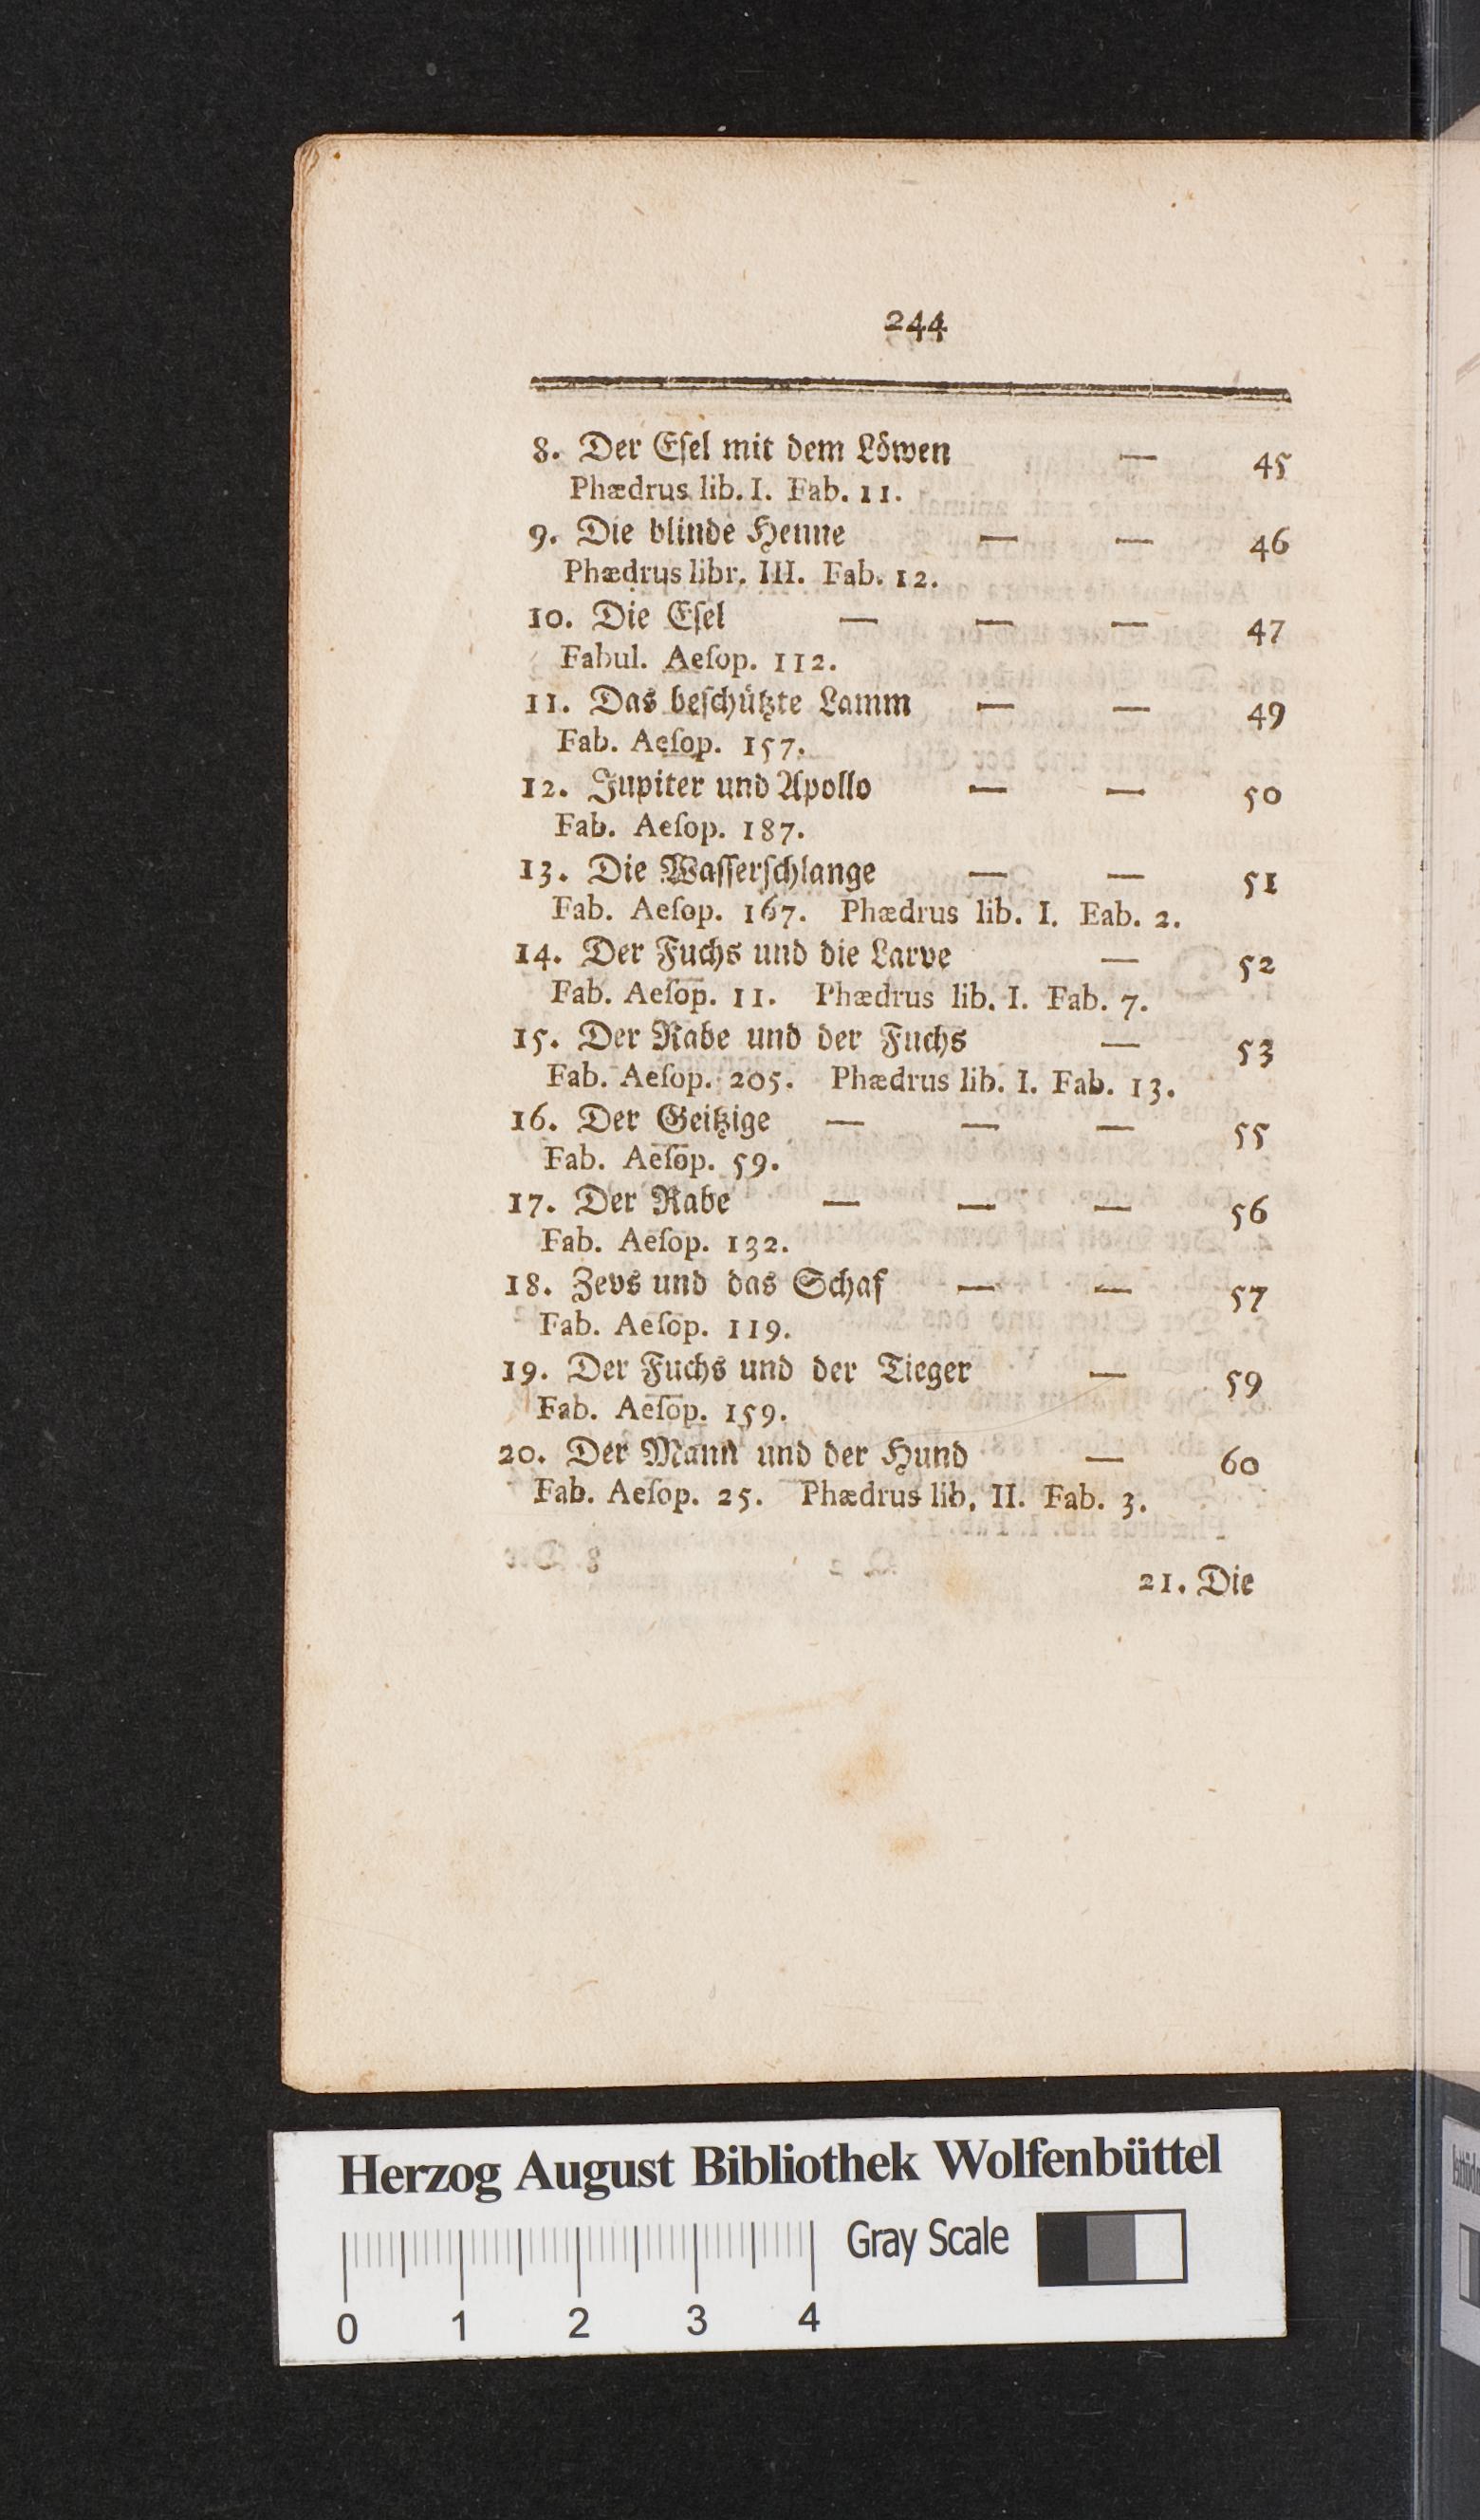 244
8. Der Eſel mit dem Löwen — 45
Phædrus lib. I. Fab. 11.
9. Die blinde Henne — — 46
Phædrus libr. III. Fab. 12.
10. Die Eſel — — — 47
Fabul. Aeſop. 112.
11. Das beſchützte Lamm — — 49
Fab. Aeſop. 157.
12. Jupiter und Apollo — — 50
Fab. Aeſop. 187.
13. Die Waſſerſchlange — — 51
Fab. Aeſop. 167. Phædrus lib. I. Eab. 2.
14. Der Fuchs und die Larve — 52
Fab. Aeſop. 11. Phædrus lib. I. Fab. 7.
15. Der Rabe und der Fuchs — 53
Fab. Aeſop. 205. Phædrus lib. I. Fab. 13.
16. Der Geitzige — — — 55
Fab. Aeſop. 59.
17. Der Rabe — — — 56
Fab. Aeſop. 132.
18. Zevs und das Schaf — — 57
Fab. Aeſop. 119.
19. Der Fuchs und der Tieger — 59
Fab. Aeſop. 159.
20. Der Mann und der Hund — 60
Fab. Aeſop. 25. Phædrus lib. II. Fab. 3.
21. Die
Herzog August Bibliothek Wolfenbüttel
Gray Scale
0 1 2 3 4